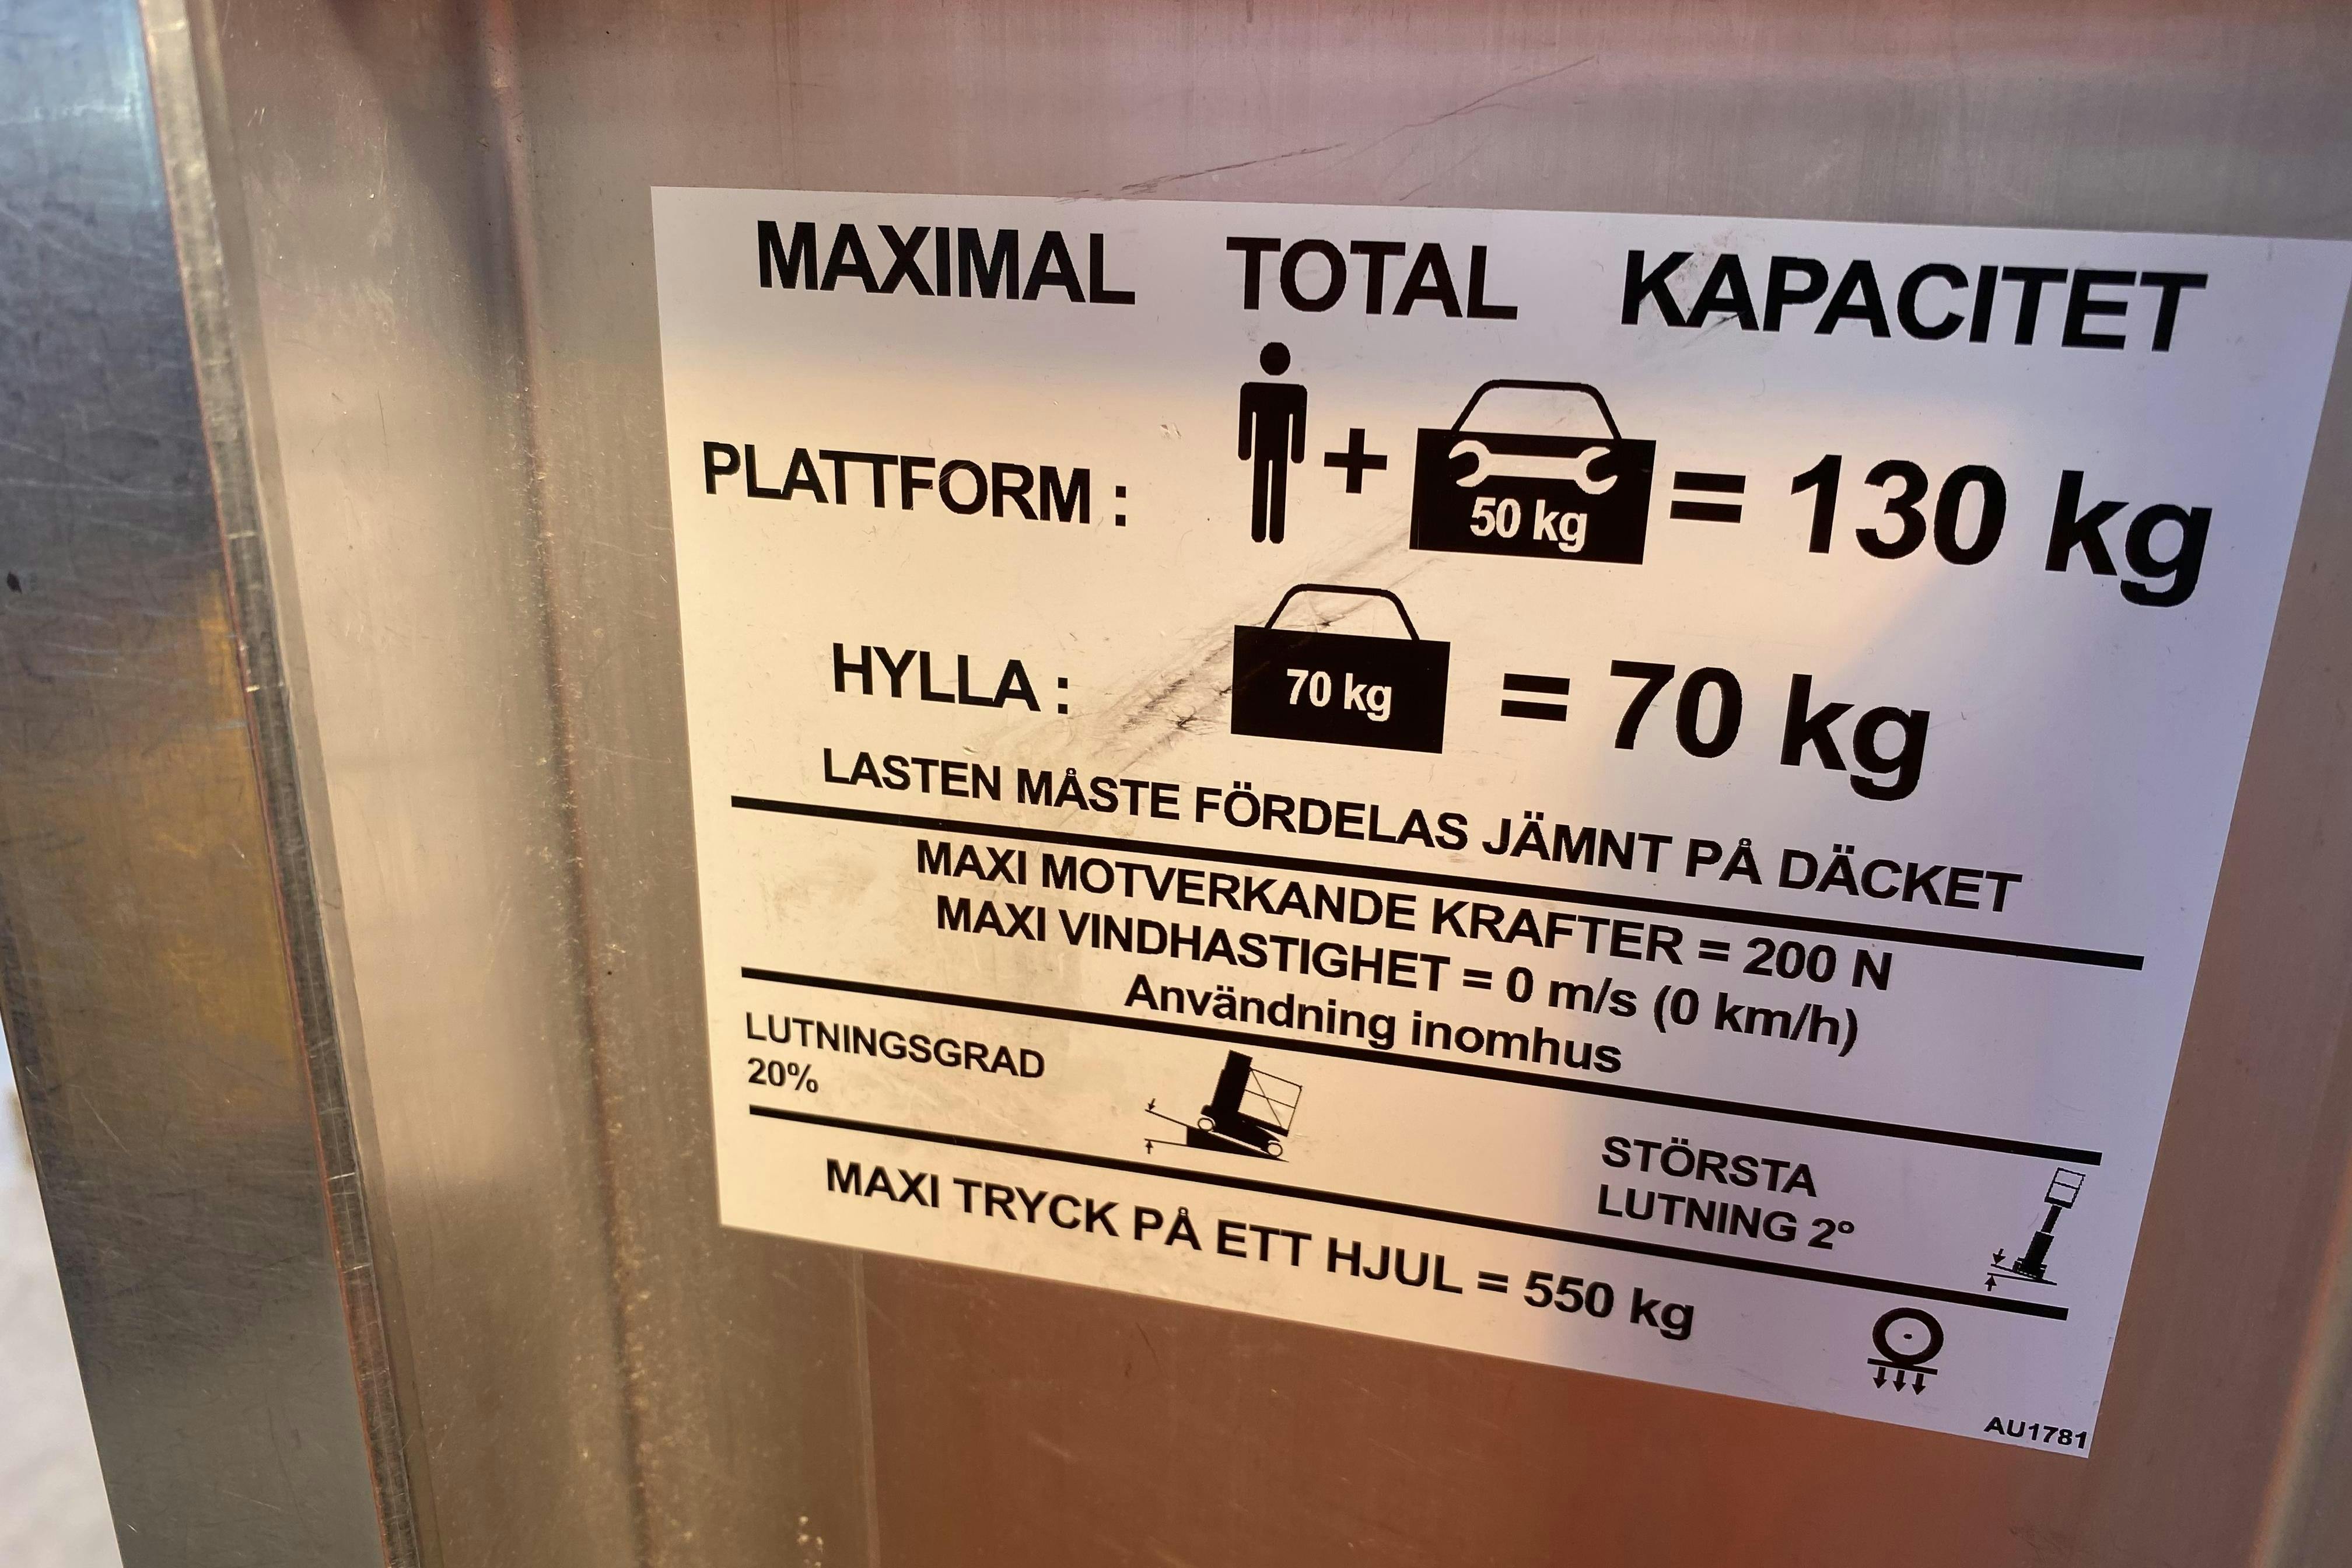 MAXIMAL TOTAL KAPACITET
PLATTFORM : + 50 kg = 130 kg
HYLLA : 70 kg = 70 kg
LASTEN MÅSTE FÖRDELAS JÄMNT PÅ DÄCKET
MAXI MOTVERKANDE KRAFTER = 200 N
MAXI VINDHASTIGHET = 0 m/s (0 km/h)
Användning inomhus
LUTNINGSGRAD
20%
STÖRSTA
LUTNING 2º
MAXI TRYCK PÅ ETT HJUL = 550 kg
AU1781